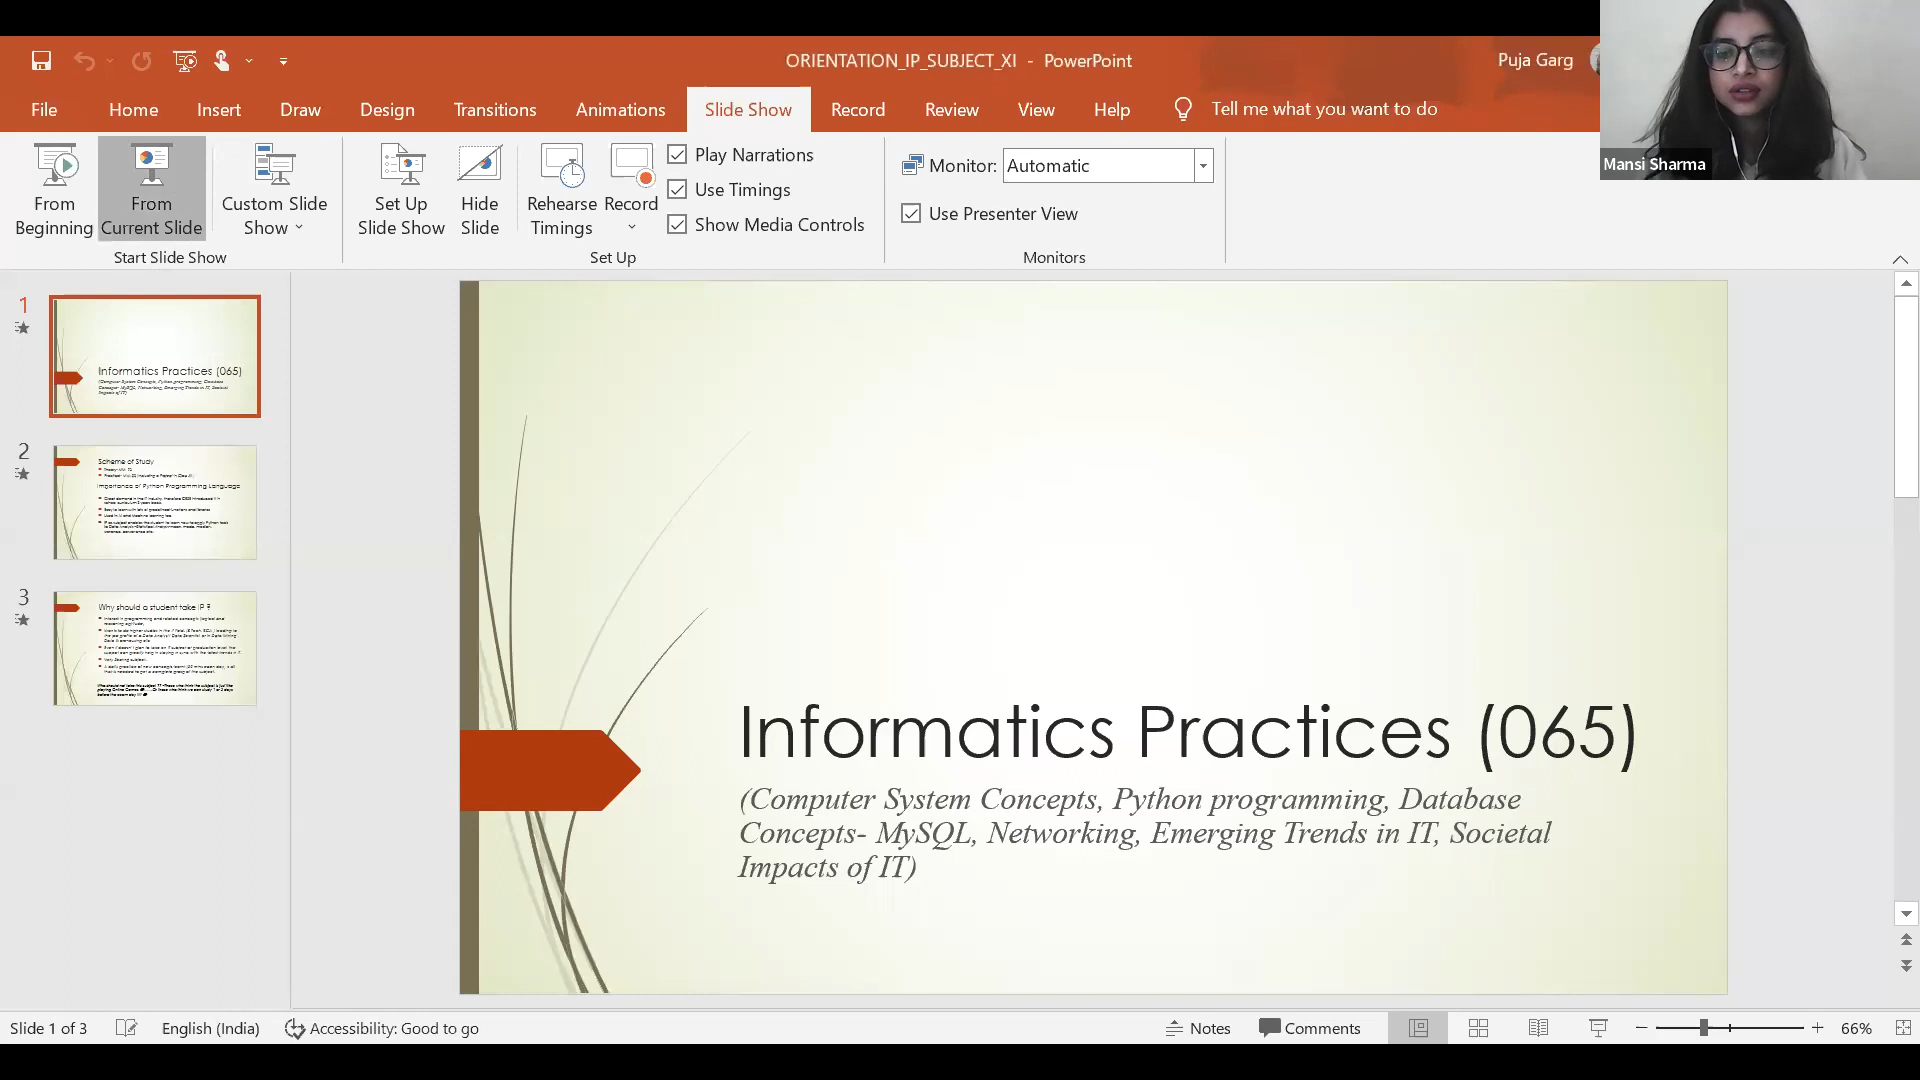 ORIENTATION_IP_SUBJECT_XI - PowerPoint
Puja Garg
File Home Insert Draw Design Transitions Animations Slide Show Record Review View Help Tell me what you want to do
Mansi Sharma
From Beginning
From Current Slide
Custom Slide Show
Start Slide Show
Set Up Slide Show
Hide Slide
Rehearse Timings
Record
Play Narrations
Use Timings
Show Media Controls
Set Up
Monitor: Automatic
Use Presenter View
Monitors
1
Informatics Practices (065)
2
Scheme of Study
Importance of Python Programming Language
3
Why should a student take IP ?
Informatics Practices (065)
(Computer System Concepts, Python programming, Database
Concepts- MySQL, Networking, Emerging Trends in IT, Societal
Impacts of IT)
Slide 1 of 3 English (India) Accessibility: Good to go Notes Comments 66%